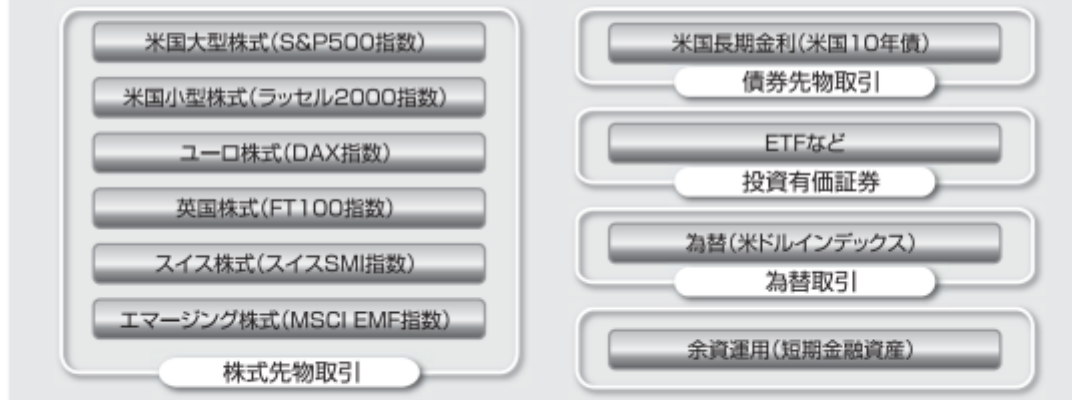 米国大型株式(S&P500指数)
米国小型株式(ラッセル2000指数)
ユーロ株式(DAX指数)
英国株式(FT100指数)
スイス株式(スイスSMI指数)
エマージング株式(MSCI EMF指数)
株式先物取引
米国長期金利(米国10年債)
債券先物取引
ETFなど
投資有価証券
為替(米ドルインデックス)
為替取引
余資運用(短期金融資産)